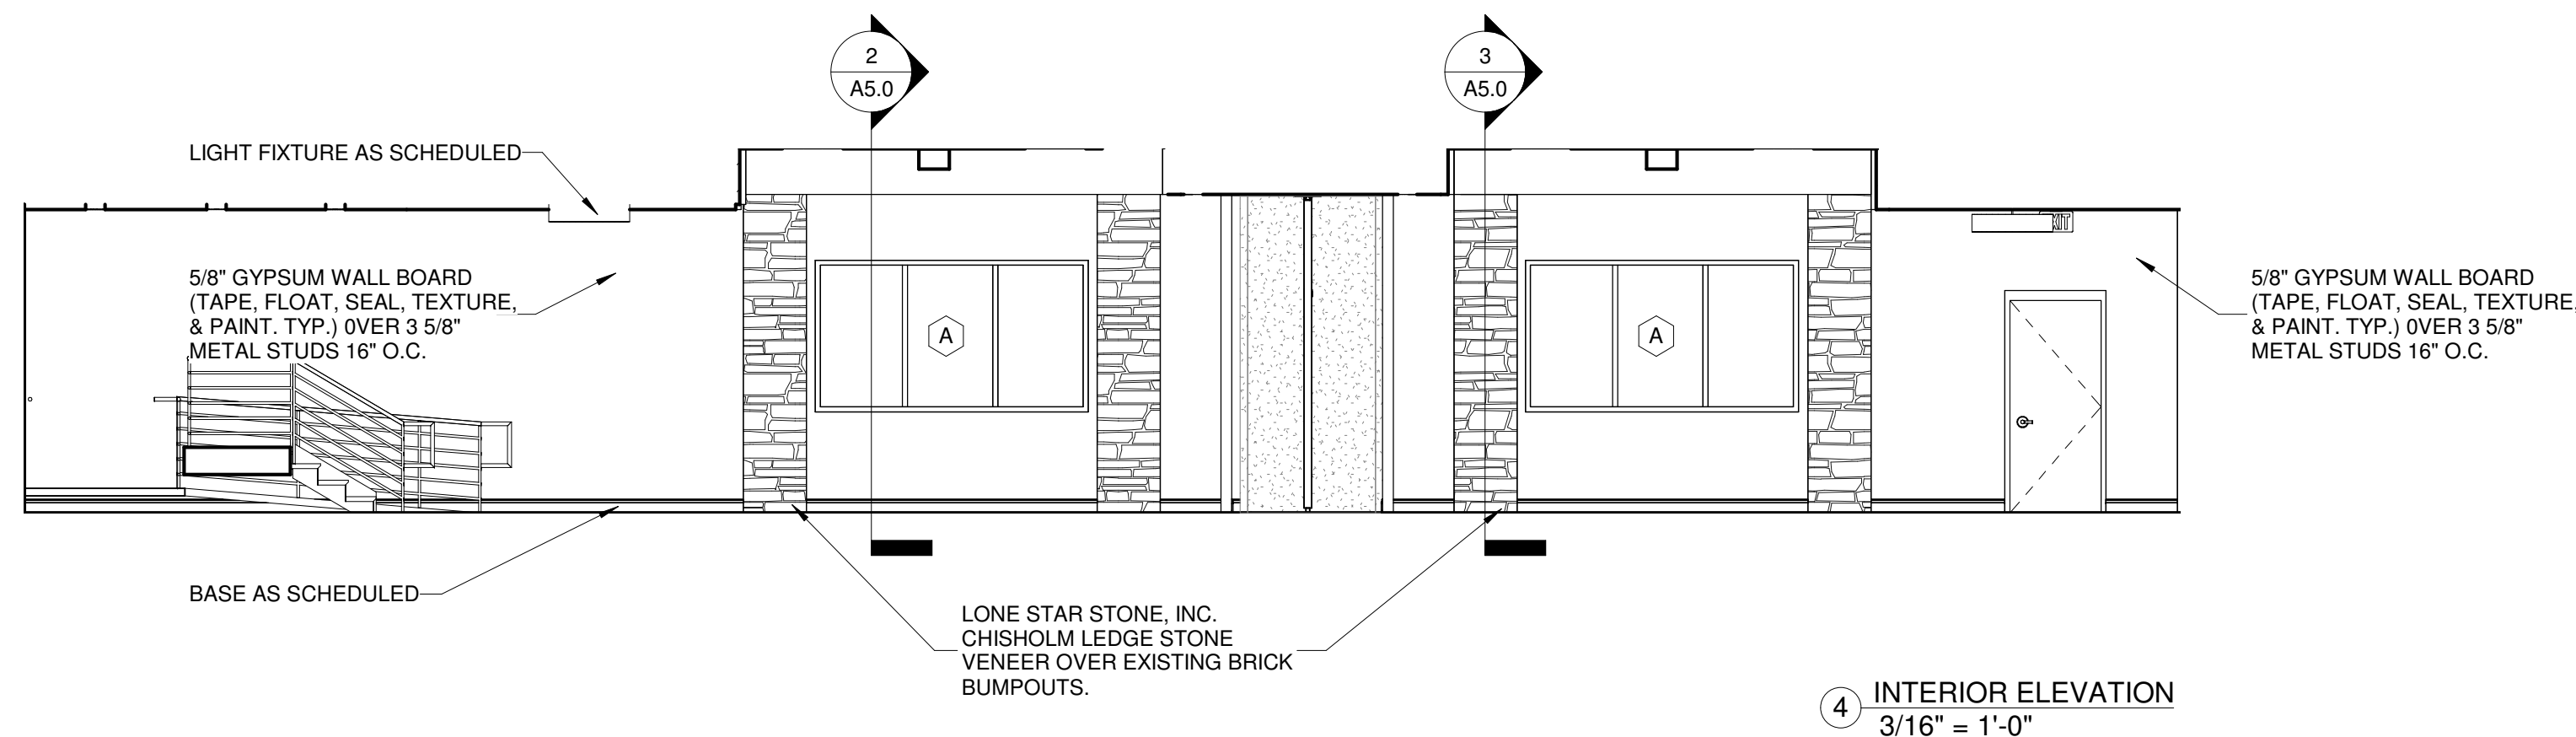 2
A5.0
3
A5.0
LIGHT FIXTURE AS SCHEDULED
5/8" GYPSUM WALL BOARD
(TAPE, FLOAT, SEAL, TEXTURE,
& PAINT. TYP.) 0VER 3 5/8"
METAL STUDS 16" O.C.
A
A
XIT
5/8" GYPSUM WALL BOARD
(TAPE, FLOAT, SEAL, TEXTURE,
& PAINT. TYP.) 0VER 3 5/8"
METAL STUDS 16" O.C.
BASE AS SCHEDULED
LONE STAR STONE, INC.
CHISHOLM LEDGE STONE
VENEER OVER EXISTING BRICK
BUMPOUTS.
4 INTERIOR ELEVATION
3/16" = 1'-0"